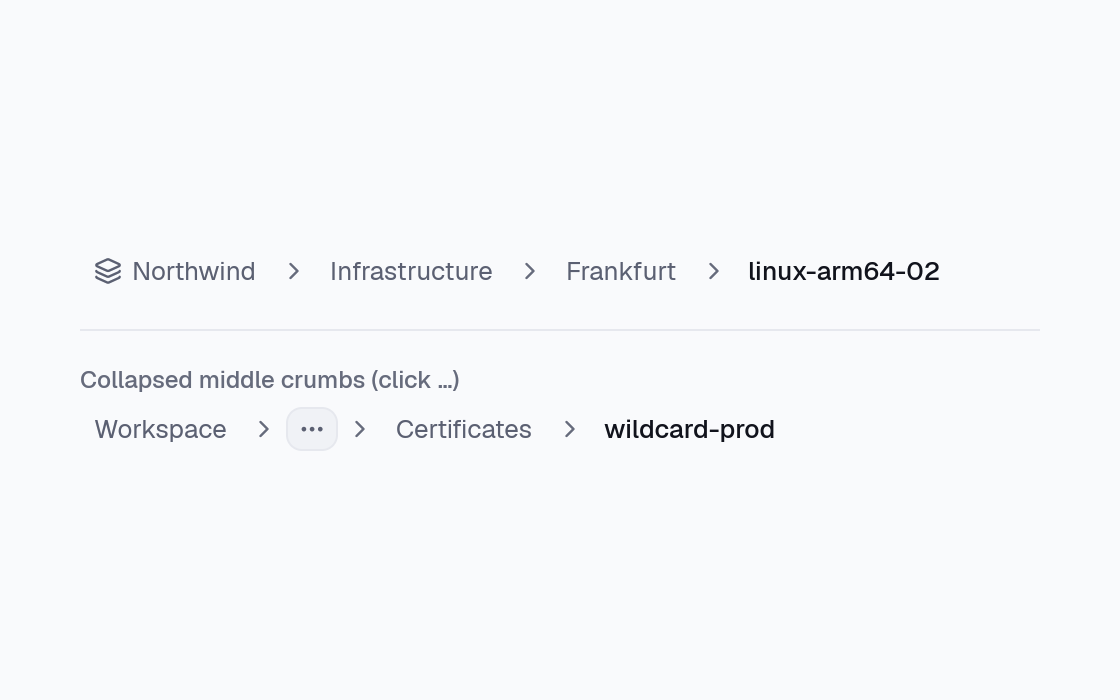 Northwind > Infrastructure > Frankfurt > linux-arm64-02
Collapsed middle crumbs (click ...)
Workspace > ... > Certificates > wildcard-prod